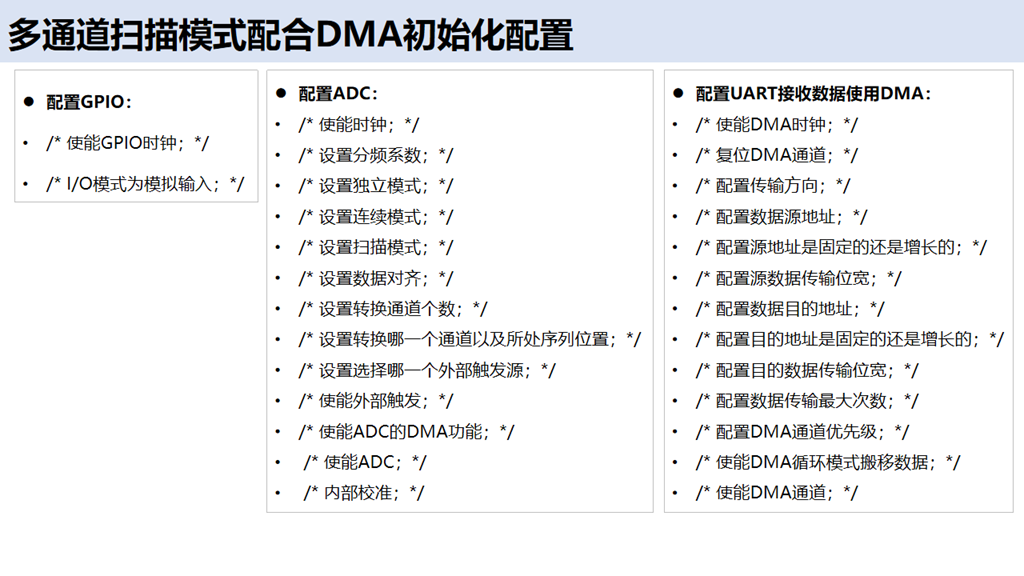 多通道扫描模式配合DMA初始化配置
● 配置GPIO：
• /* 使能GPIO时钟；*/
• /* I/O模式为模拟输入；*/
● 配置ADC：
• /* 使能时钟；*/
• /* 设置分频系数；*/
• /* 设置独立模式；*/
• /* 设置连续模式；*/
• /* 设置扫描模式；*/
• /* 设置数据对齐；*/
• /* 设置转换通道个数；*/
• /* 设置转换哪一个通道以及所处序列位置；*/
• /* 设置选择哪一个外部触发源；*/
• /* 使能外部触发；*/
• /* 使能ADC的DMA功能；*/
• /* 使能ADC；*/
• /* 内部校准；*/
● 配置UART接收数据使用DMA：
• /* 使能DMA时钟；*/
• /* 复位DMA通道；*/
• /* 配置传输方向；*/
• /* 配置数据源地址；*/
• /* 配置源地址是固定的还是增长的；*/
• /* 配置源数据传输位宽；*/
• /* 配置数据目的地址；*/
• /* 配置目的地址是固定的还是增长的；*/
• /* 配置目的数据传输位宽；*/
• /* 配置数据传输最大次数；*/
• /* 配置DMA通道优先级；*/
• /* 使能DMA循环模式搬移数据；*/
• /* 使能DMA通道；*/